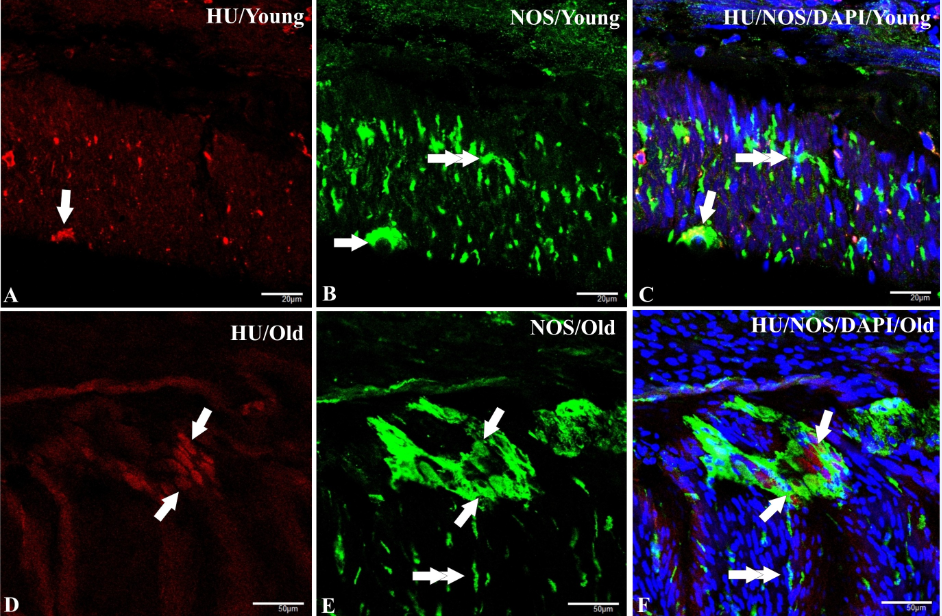 HU/Young
A
20µm
NOS/Young
B
20µm
HU/NOS/DAPI/Young
C
20µm
HU/Old
D
50µm
NOS/Old
E
50µm
HU/NOS/DAPI/Old
F
50µm